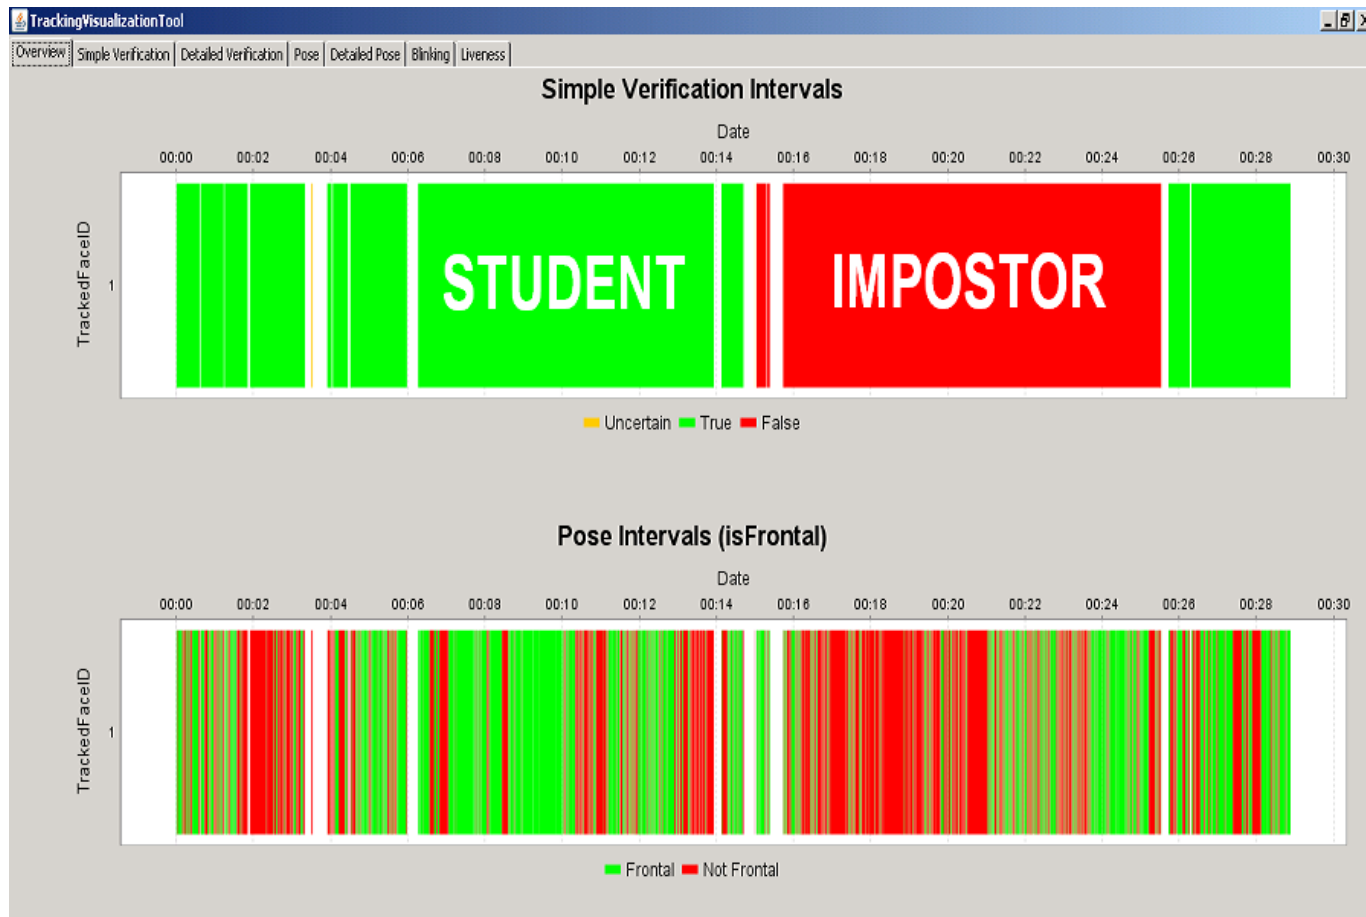 TrackingVisualizationTool
Overview Simple Verification Detailed Verification Pose Detailed Pose Blinking Liveness
Simple Verification Intervals
Date
00:00 00:02 00:04 00:06 00:08 00:10 00:12 00:14 00:16 00:18 00:20 00:22 00:24 00:26 00:28 00:30
TrackedFaceID
1
STUDENT IMPOSTOR
Uncertain True False
Pose Intervals (isFrontal)
Date
00:00 00:02 00:04 00:06 00:08 00:10 00:12 00:14 00:16 00:18 00:20 00:22 00:24 00:26 00:28 00:30
TrackedFaceID
1
Frontal Not Frontal